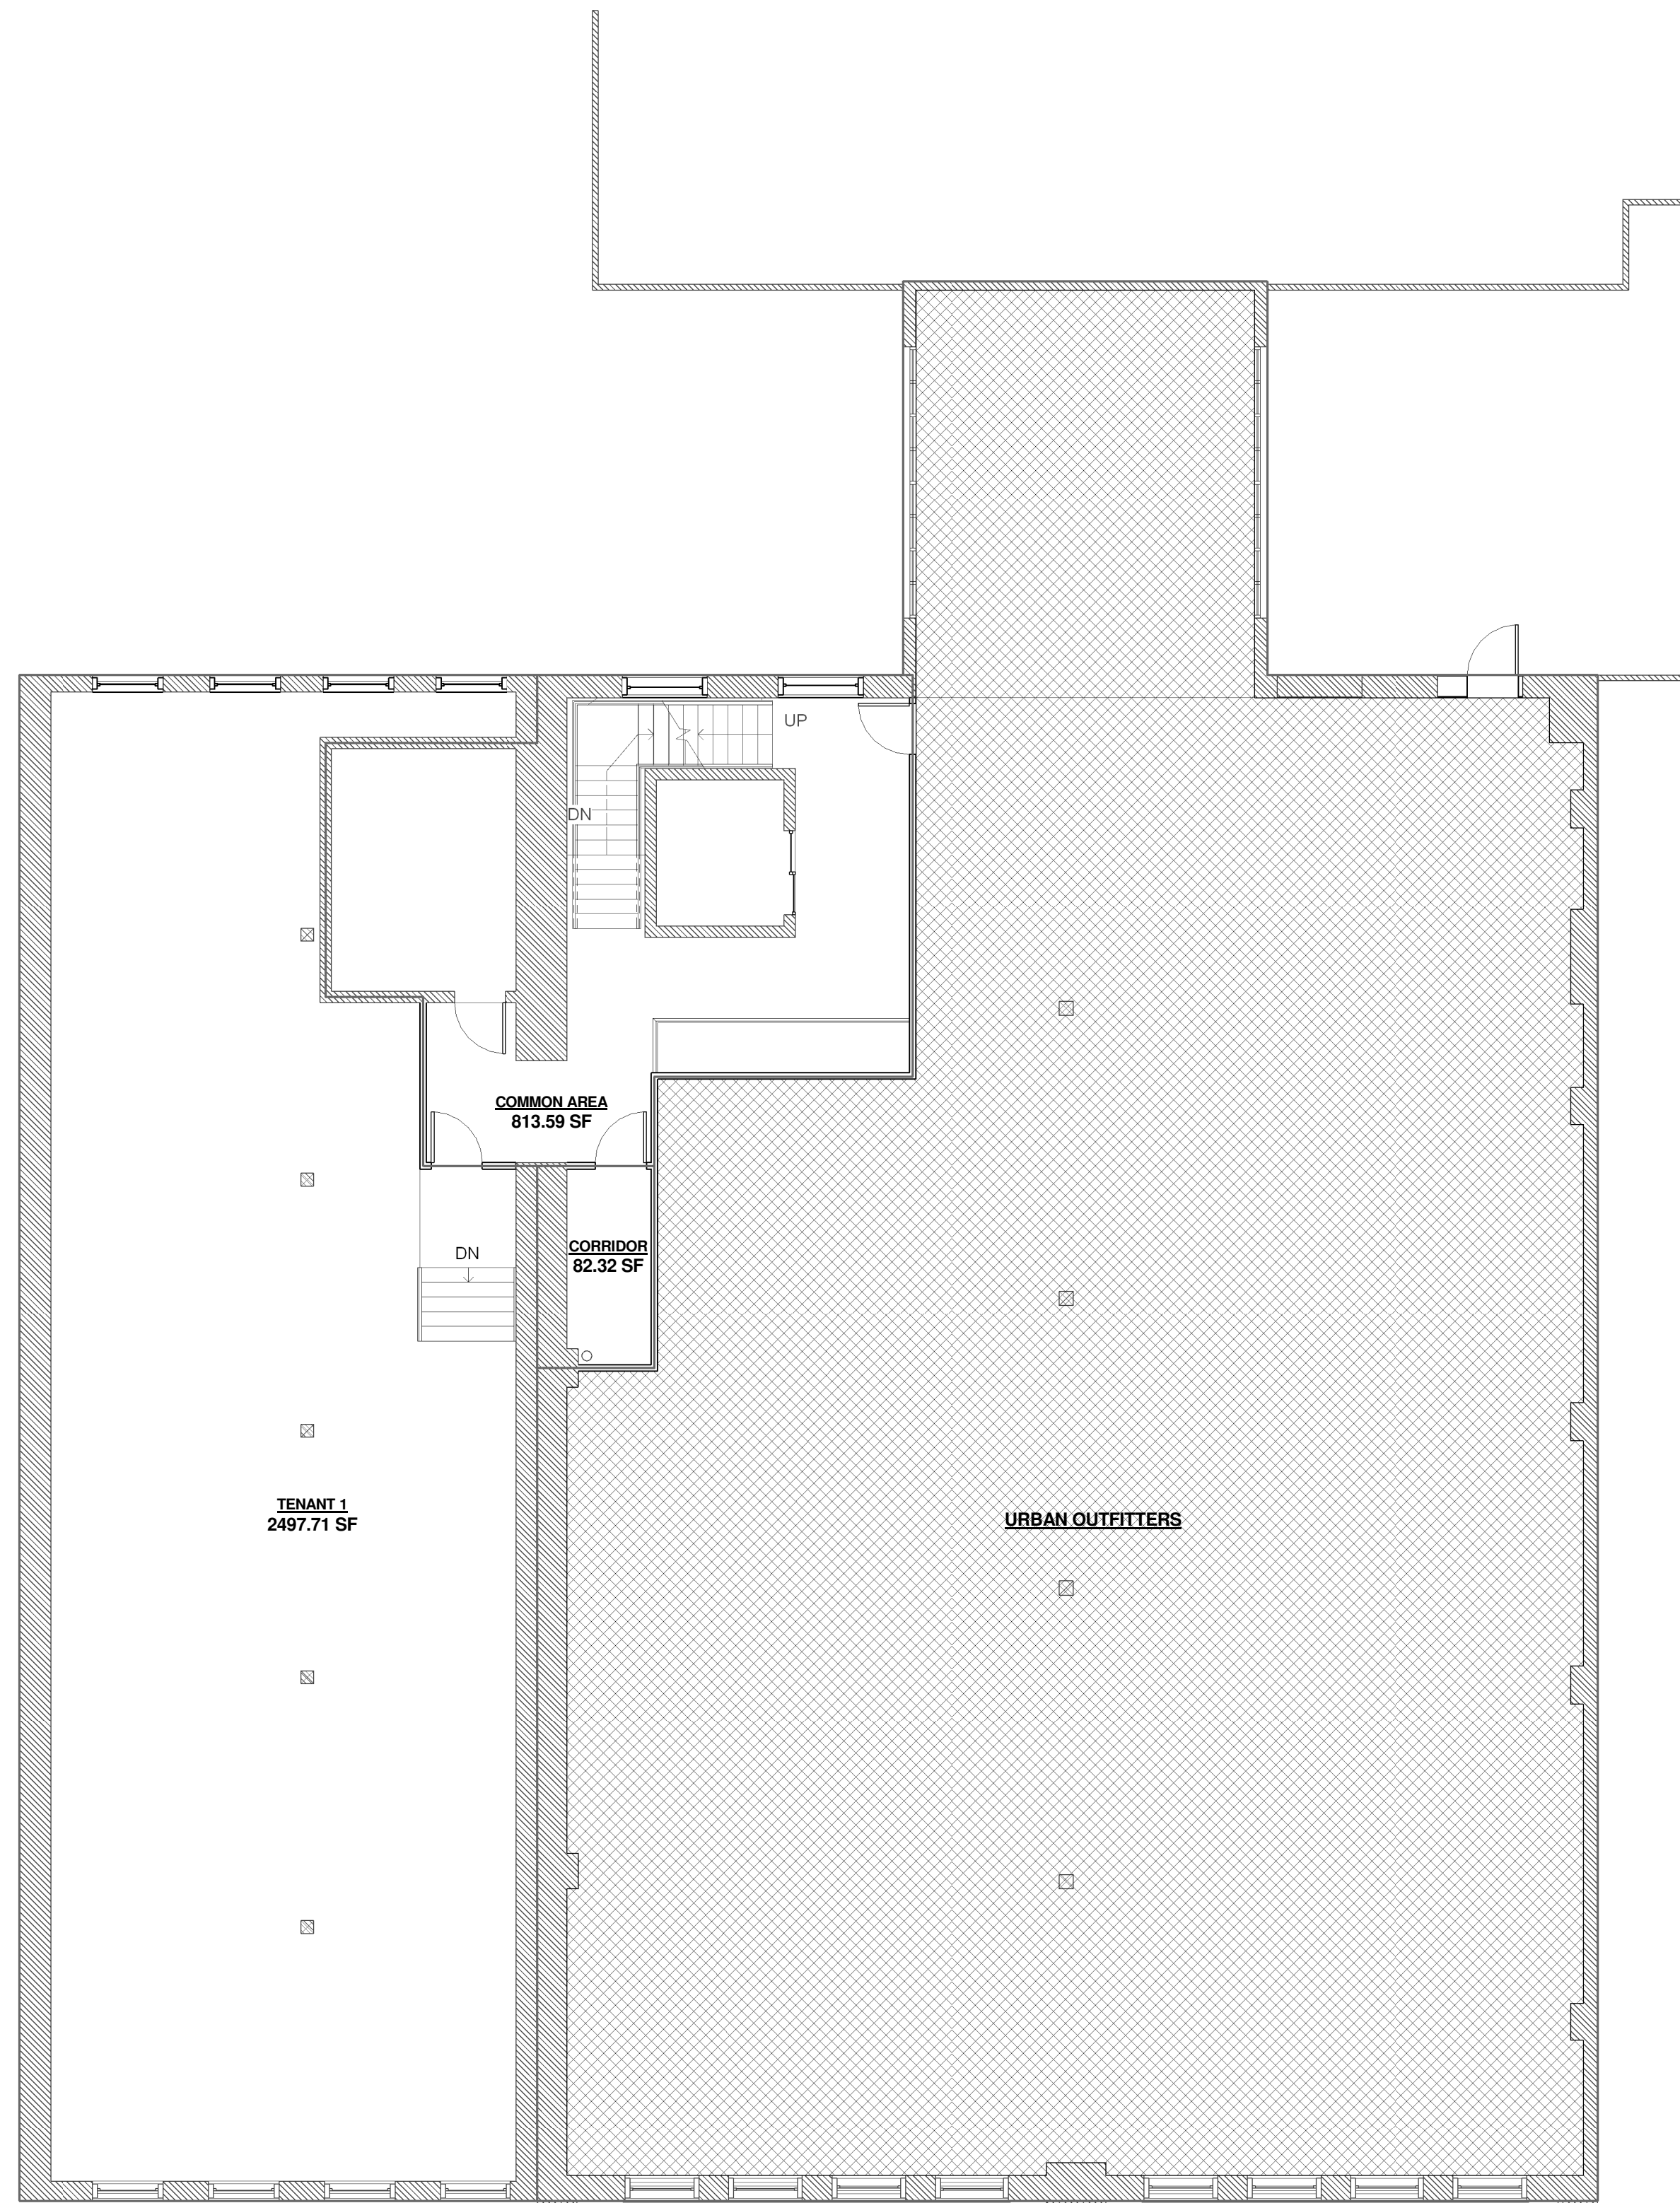 UP
DN
COMMON AREA
813.59 SF
CORRIDOR
82.32 SF
DN
TENANT 1
2497.71 SF
URBAN OUTFITTERS